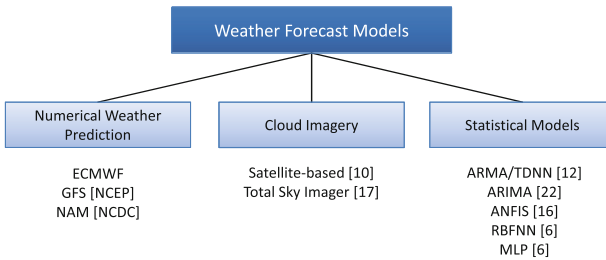 Weather Forecast Models
Numerical Weather
Prediction
ECMWF
GFS [NCEP]
NAM [NCDC]
Cloud Imagery
Satellite-based [10]
Total Sky Imager [17]
Statistical Models
ARMA/TDNN [12]
ARIMA [22]
ANFIS [16]
RBFNN [6]
MLP [6]